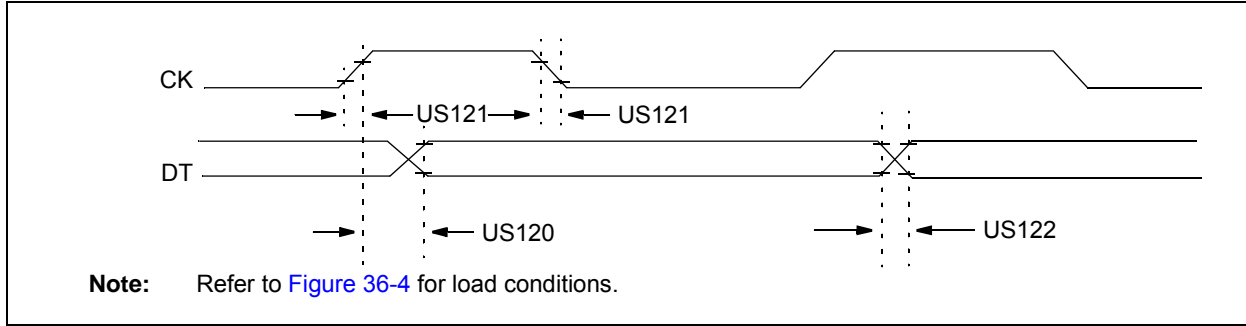 CK
US121 US121
DT
US120 US122
Note: Refer to Figure 36-4 for load conditions.